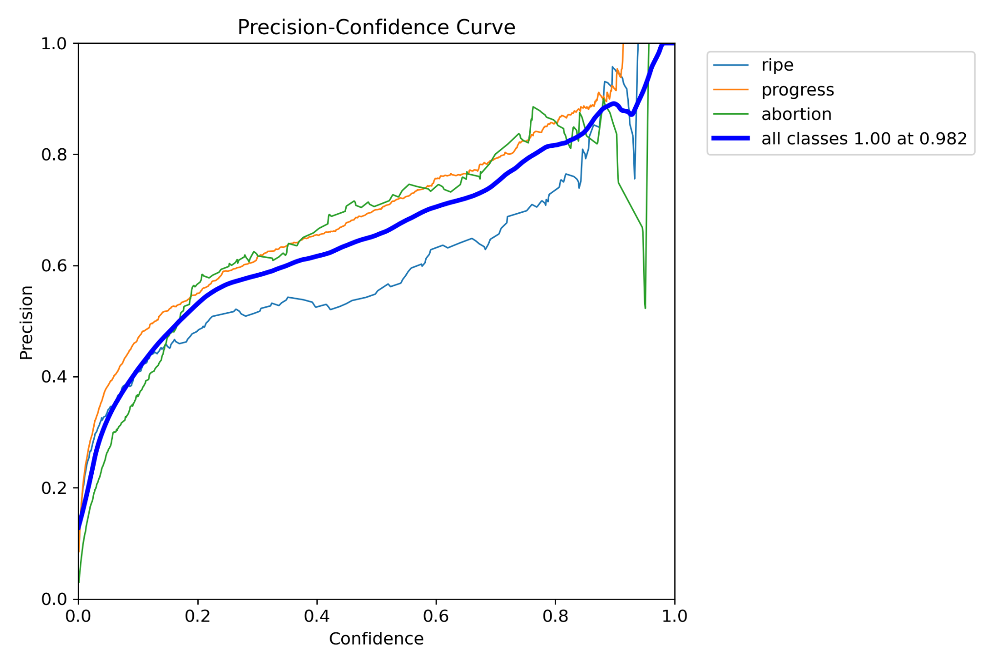 Precision-Confidence Curve
1.0
0.8
0.6
0.4
0.2
0.0
Precision
0.0 0.2 0.4 0.6 0.8 1.0
Confidence
ripe
progress
abortion
all classes 1.00 at 0.982